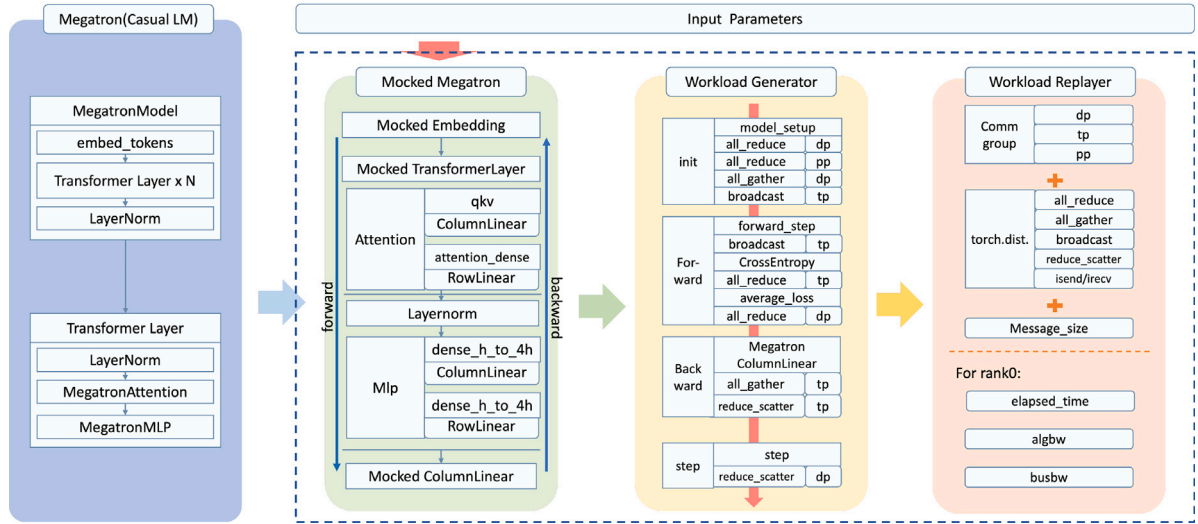 Megatron(Casual LM)
MegatronModel
embed_tokens
Transformer Layer x N
LayerNorm
Transformer Layer
LayerNorm
MegatronAttention
MegatronMLP
Input Parameters
Mocked Megatron
forward
backward
Mocked Embedding
Mocked TransformerLayer
Attention
qkv
ColumnLinear
attention_dense
RowLinear
Layernorm
Mlp
dense_h_to_4h
ColumnLinear
dense_h_to_4h
RowLinear
Mocked ColumnLinear
Workload Generator
init
model_setup
all_reduce dp
all_reduce pp
all_gather dp
broadcast tp
For-
ward
forward_step
broadcast tp
CrossEntropy
all_reduce tp
average_loss
all_reduce dp
Back
ward
Megatron
ColumnLinear
all_gather tp
reduce_scatter tp
step
step
reduce_scatter dp
Workload Replayer
Comm
group
dp
tp
pp
+
torch.dist.
all_reduce
all_gather
broadcast
reduce_scatter
isend/irecv
+
Message_size
For rank0:
elapsed_time
algbw
busbw